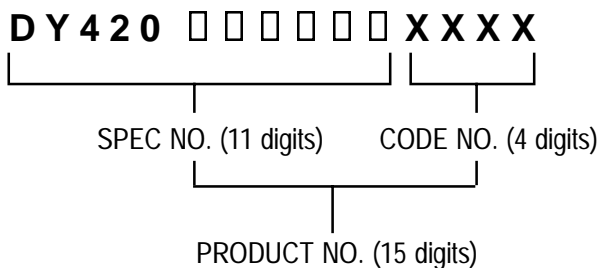 DY420 □□□□□□ XXXX
SPEC NO. (11 digits) CODE NO. (4 digits)
PRODUCT NO. (15 digits)